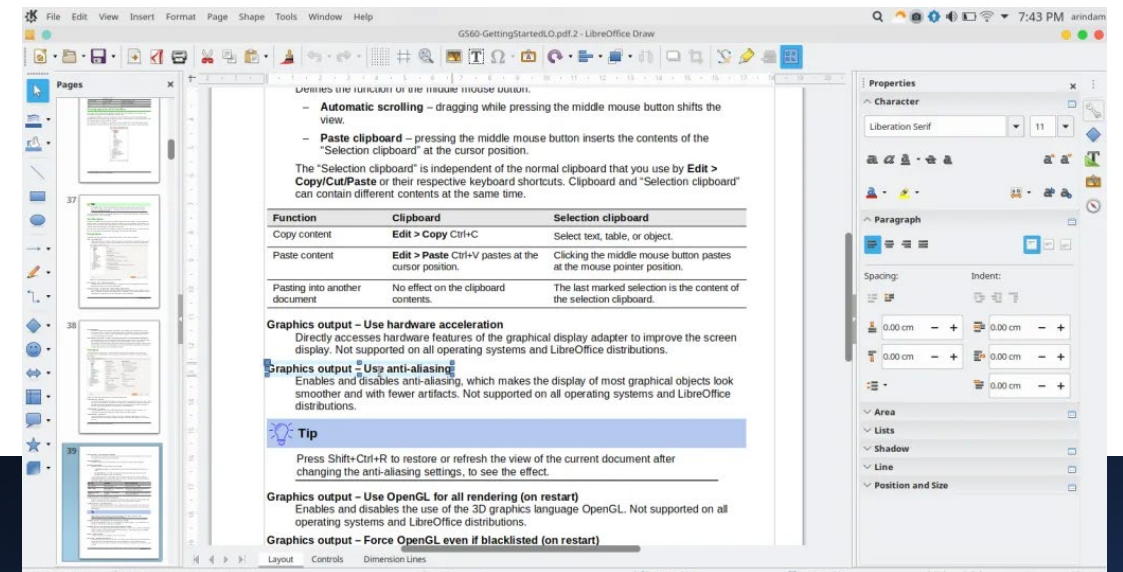 File Edit View Insert Format Page Shape Tools Window Help
7:43 PM arindam
GS60-GettingStartedLO.pdf.2 - LibreOffice Draw
Pages
37
38
39
Defines the function of the middle mouse button.
– Automatic scrolling – dragging while pressing the middle mouse button shifts the
view.
– Paste clipboard – pressing the middle mouse button inserts the contents of the
“Selection clipboard” at the cursor position.
The “Selection clipboard” is independent of the normal clipboard that you use by Edit >
Copy/Cut/Paste or their respective keyboard shortcuts. Clipboard and “Selection clipboard”
can contain different contents at the same time.
Function Clipboard Selection clipboard
Copy content Edit > Copy Ctrl+C Select text, table, or object.
Paste content Edit > Paste Ctrl+V pastes at the Clicking the middle mouse button pastes
cursor position. at the mouse pointer position.
Pasting into another No effect on the clipboard The last marked selection is the content of
document contents. the selection clipboard.
Graphics output – Use hardware acceleration
Directly accesses hardware features of the graphical display adapter to improve the screen
display. Not supported on all operating systems and LibreOffice distributions.
Graphics output – Use anti-aliasing
Enables and disables anti-aliasing, which makes the display of most graphical objects look
smoother and with fewer artifacts. Not supported on all operating systems and LibreOffice
distributions.
Tip
Press Shift+Ctrl+R to restore or refresh the view of the current document after
changing the anti-aliasing settings, to see the effect.
Graphics output – Use OpenGL for all rendering (on restart)
Enables and disables the use of the 3D graphics language OpenGL. Not supported on all
operating systems and LibreOffice distributions.
Graphics output – Force OpenGL even if blacklisted (on restart)
Layout Controls Dimension Lines
Properties
Character
Liberation Serif 11
Paragraph
Spacing: Indent:
0.00 cm 0.00 cm
0.00 cm 0.00 cm
0.00 cm
Area
Lists
Shadow
Line
Position and Size